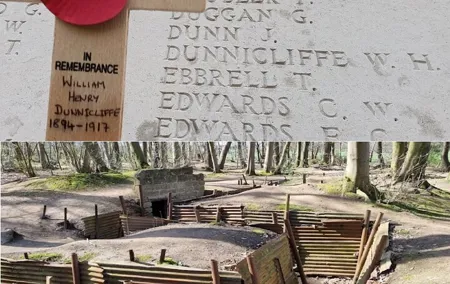 DUGGAN G.
DUNN J.
DUNNICLIFFE W. H.
EBBRELL T.
EDWARDS C. W.
EDWARDS
G.
W.
T.
IN
REMEMBRANCE
WILLIAM
HENRY
DUNNICLIFFE
1894-1917